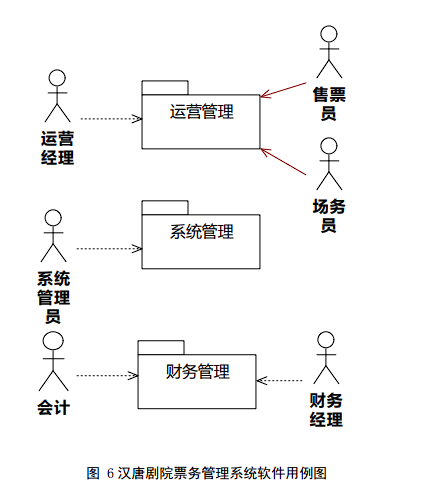 售票
员
运营管理
运营
经理
场务
员
系统管理
系统
管理
员
财务管理
会计
财务
经理
图 6汉唐剧院票务管理系统软件用例图